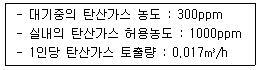 - 대기중의 탄산가스 농도 : 300ppm
- 실내의 탄산가스 허용농도 : 1000ppm
- 1인당 탄산가스 토출량 : 0.017㎥/h